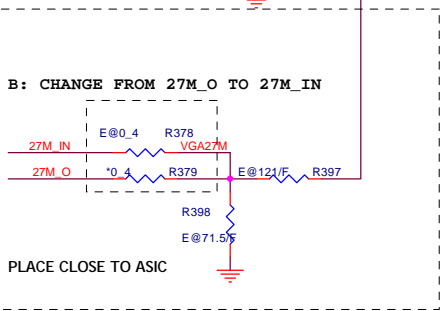 B: CHANGE FROM 27M_O TO 27M_IN
E@0_4 R378
27M_IN VGA27M
27M_O *0_4 R379 E@121/F R397
R398
E@71.5/F
PLACE CLOSE TO ASIC